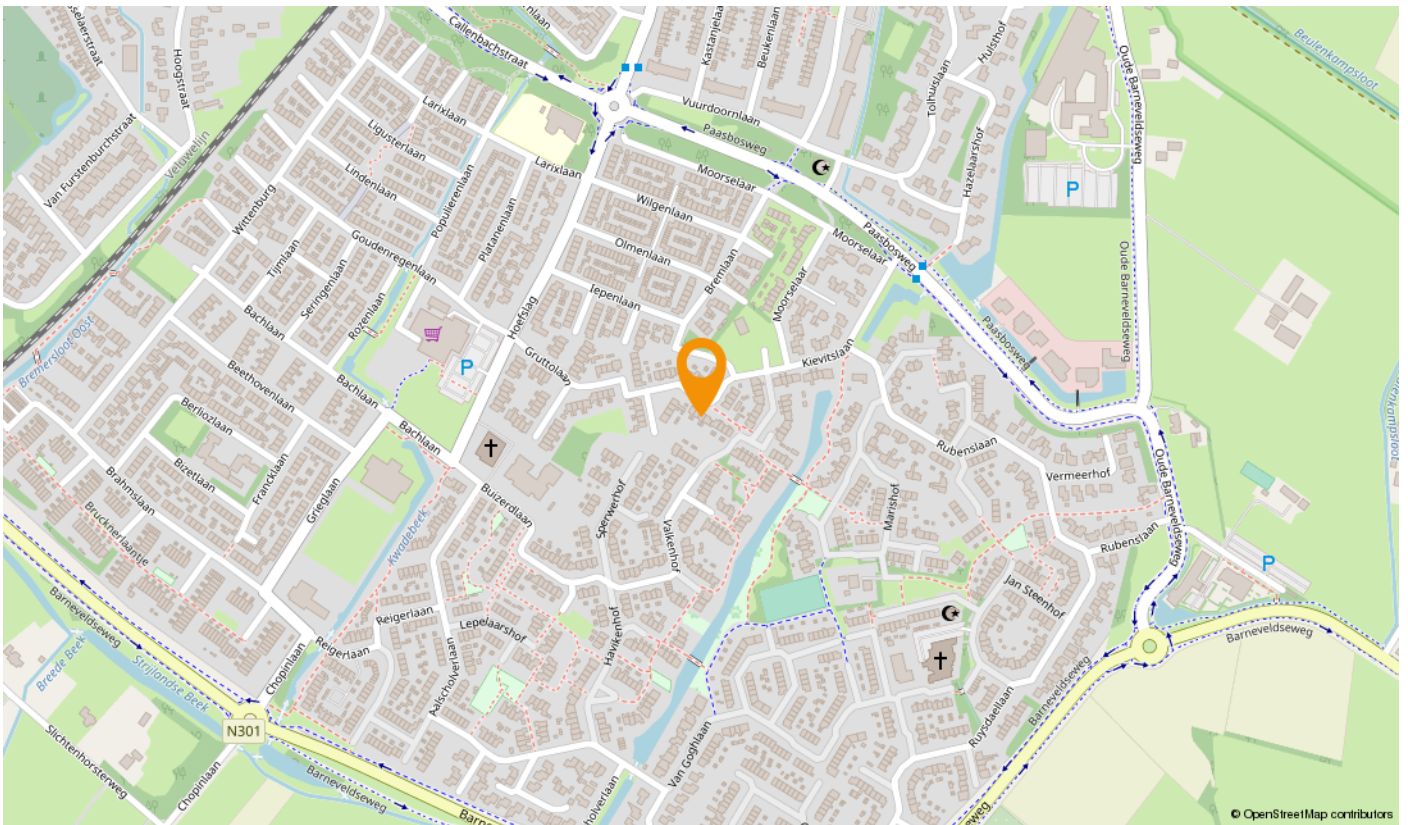 Callenbachstraat
Kastanjelaan
Beukenlaan
Hulsthof
Oude Barneveldseweg
Beulenkampsloot
Hoogstraat
Van Furstenburchstraat
Veluwelijn
Larixlaan
Ligusterlaan
Lindenlaan
Populierenlaan
Platanenlaan
Larixlaan
Vuurdoornlaan
Paasbosweg
Tolhuislaan
Hazelaarshof
P
Moorselaar
Wilgenlaan
Olmenlaan
Iepenlaan
Bremlaan
Moorselaar
Moorselaar
Paasbosweg
Wittenburg
Tijmlaan
Seringenlaan
Goudenregenlaan
Rozenlaan
Hoefslag
Paasbosweg
Oude Barneveldseweg
Bremersloot Oost
Bachlaan
Beethovenlaan
Bachlaan
P
Gruttolaan
Kievitslaan
Berliozlaan
Bizetlaan
Francklaan
Bachlaan
Rubenslaan
Vermeerhof
Oude Barneveldseweg
Brahmslaan
Brucknerlaantje
Grieglaan
Kwadebeek
Buizerdlaan
Sperwerhof
Valkenhof
Marishof
Rubenslaan
P
Jan Steenhof
Barneveldseweg
Reigerlaan
Reigerlaan
Lepelaarshof
Havikenhof
Aalscholverlaan
Barneveldseweg
Breede Beek
Strijlandse Beek
Chopinlaan
N301
Slichtenhorsterweg
Chopinlaan
Barneveldseweg
Van Goghlaan
Ruysdaellaan
Barneveldseweg
© OpenStreetMap contributors